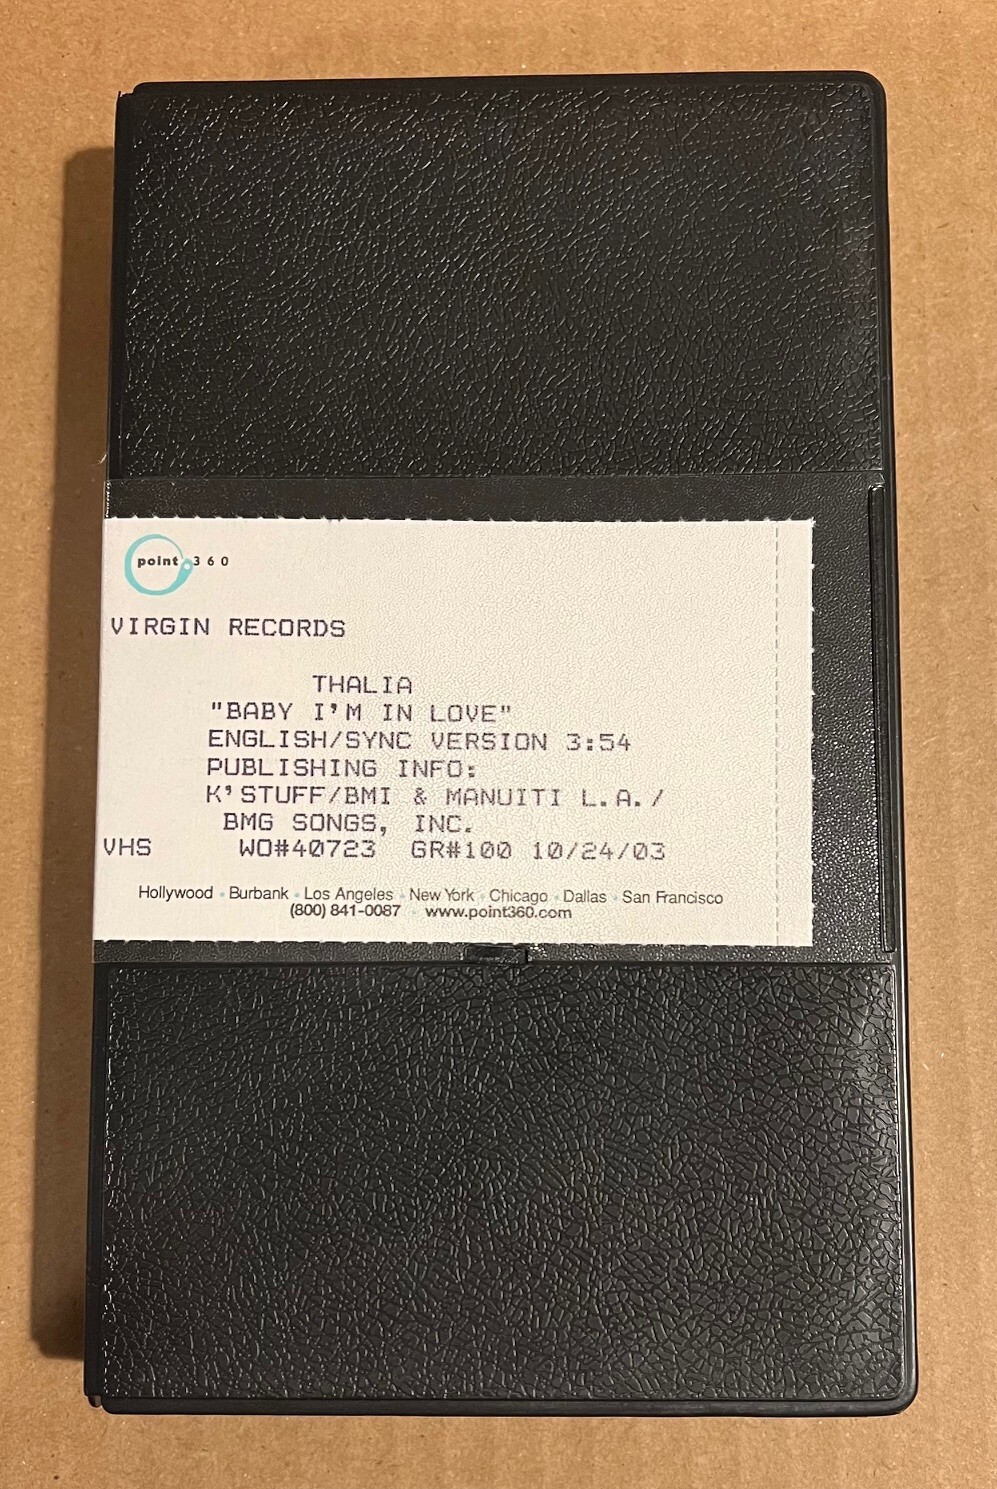 point.360
VIRGIN RECORDS
THALIA
"BABY I'M IN LOVE"
ENGLISH/SYNC VERSION 3:54
PUBLISHING INFO:
K'STUFF/BMI & MANUITI L.A./
BMG SONGS, INC.
VHS WO#40723 GR#100 10/24/03
Hollywood • Burbank • Los Angeles • New York • Chicago • Dallas • San Francisco
(800) 841-0087 • www.point360.com